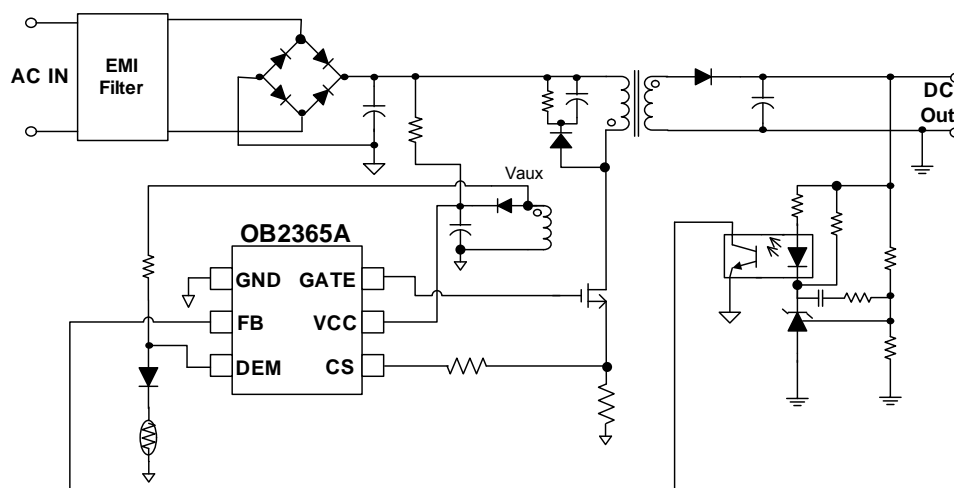 AC IN
EMI
Filter
DC
Out
Vaux
OB2365A
GND
GATE
FB
VCC
DEM
CS